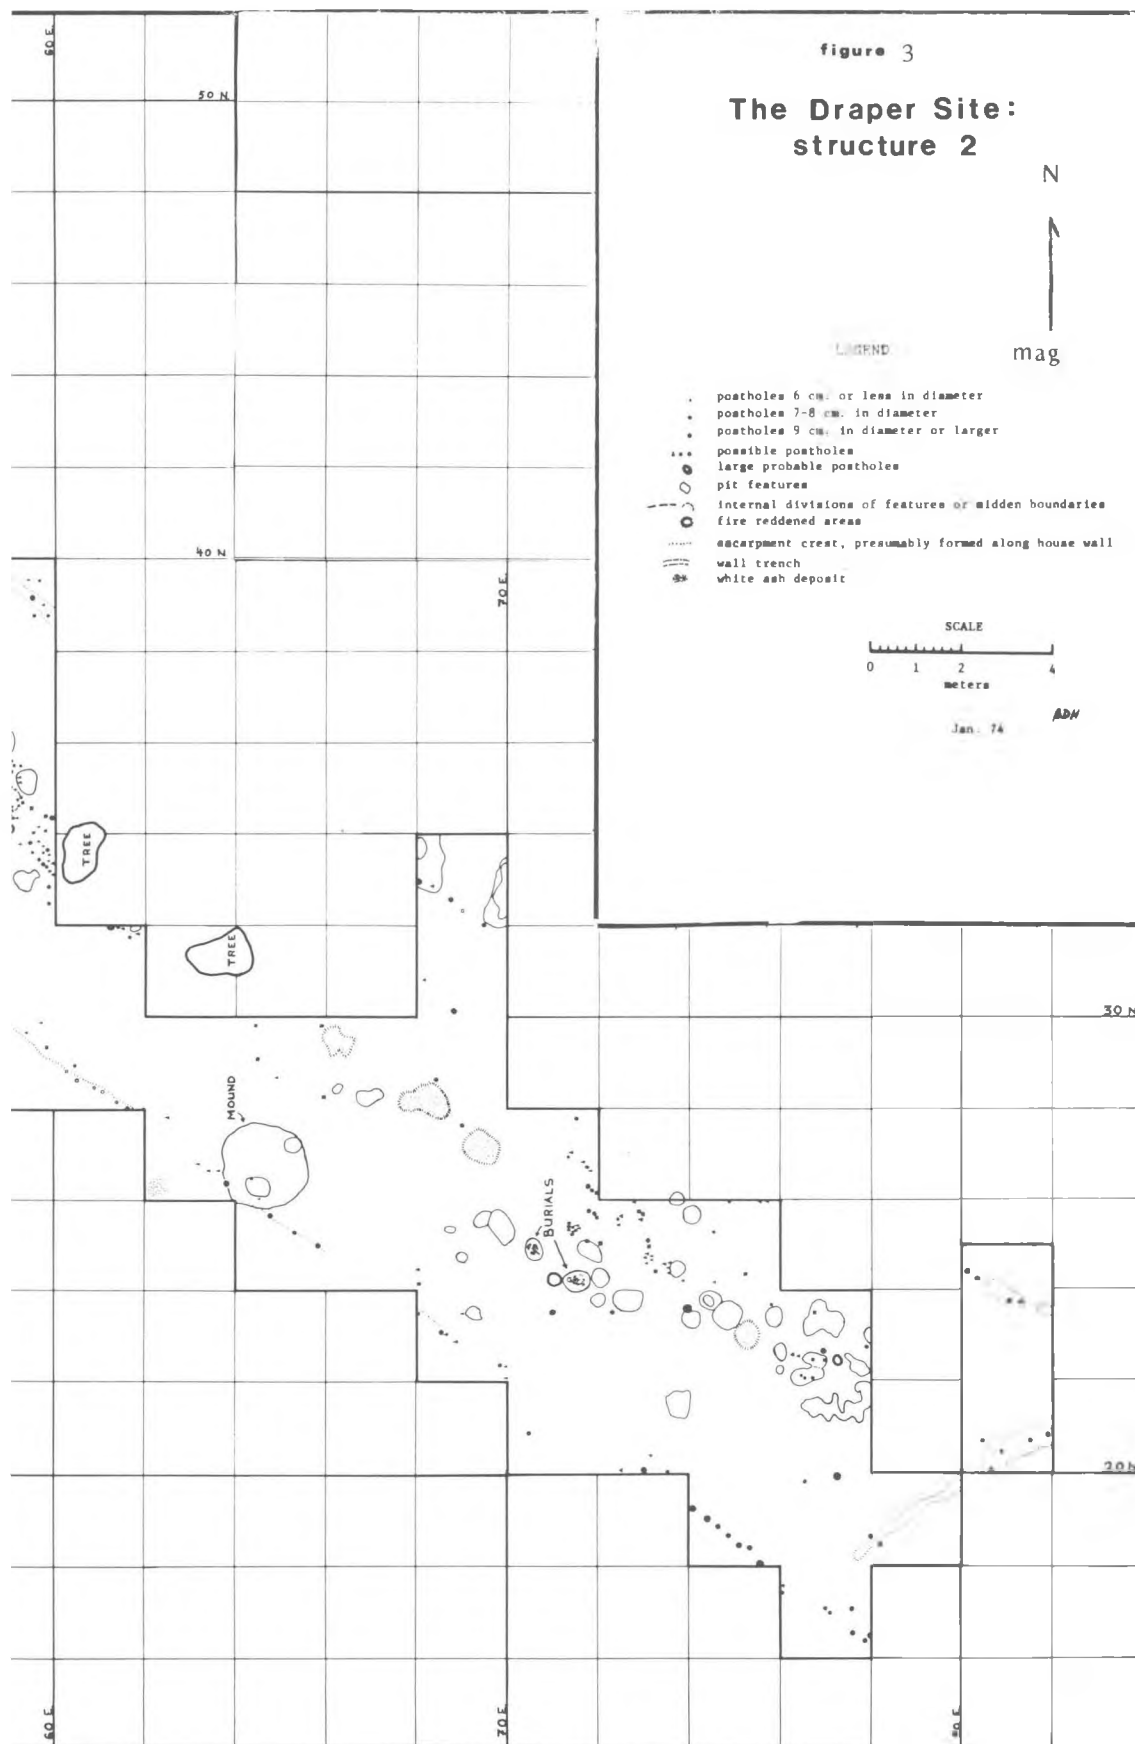 figure 3
The Draper Site:
structure 2
N
mag
LEGEND
postholes 6 cm. or less in diameter
postholes 7-8 cm. in diameter
postholes 9 cm. in diameter or larger
possible postholes
large probable postholes
pit features
internal divisions of features or midden boundaries
fire reddened areas
escarpment crest, presumably formed along house wall
wall trench
white ash deposit
SCALE
0 1 2 4
meters
Jan. 74
BDH
60 E
50 N
40 N
70 E
TREE
TREE
30 N
MOUND
BURIALS
20 N
60 E
70 E
80 E